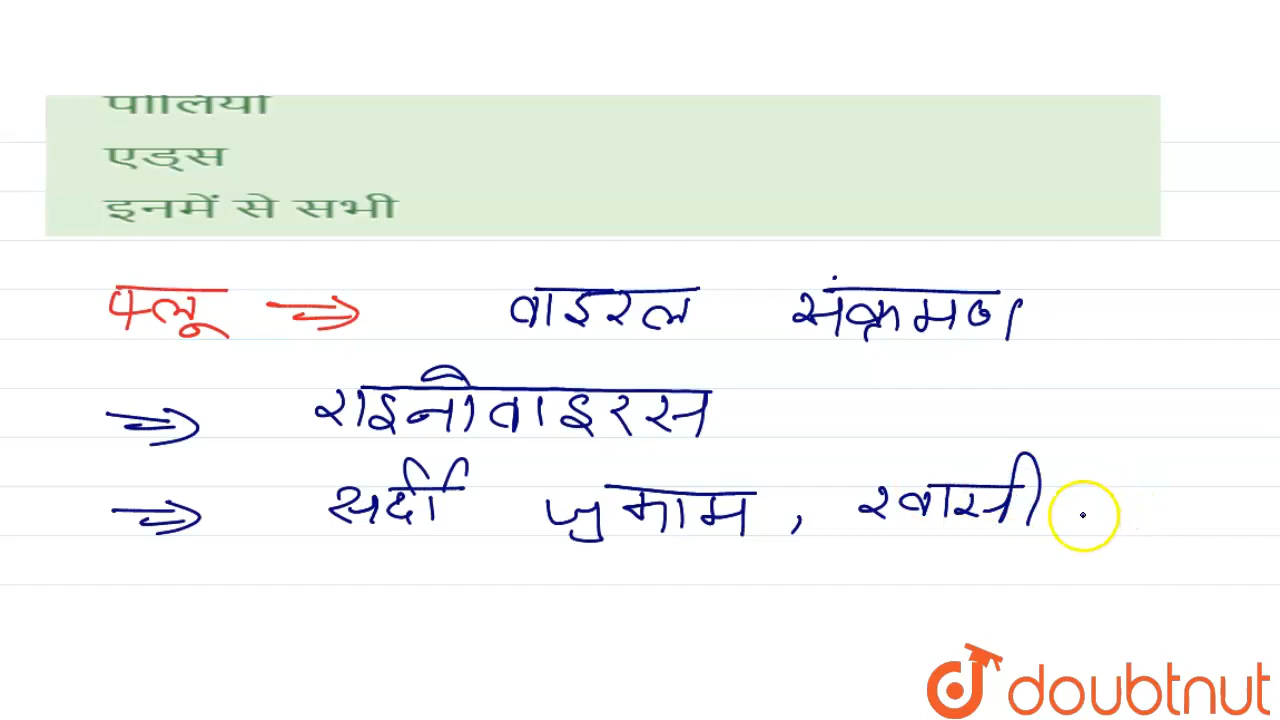 पोलियो
एड्स
इनमें से सभी
फ्लू ⇒ वाइरल संक्रमण
⇒ राइनोवाइरस
⇒ सर्दी जुकाम, खासी
doubtnut